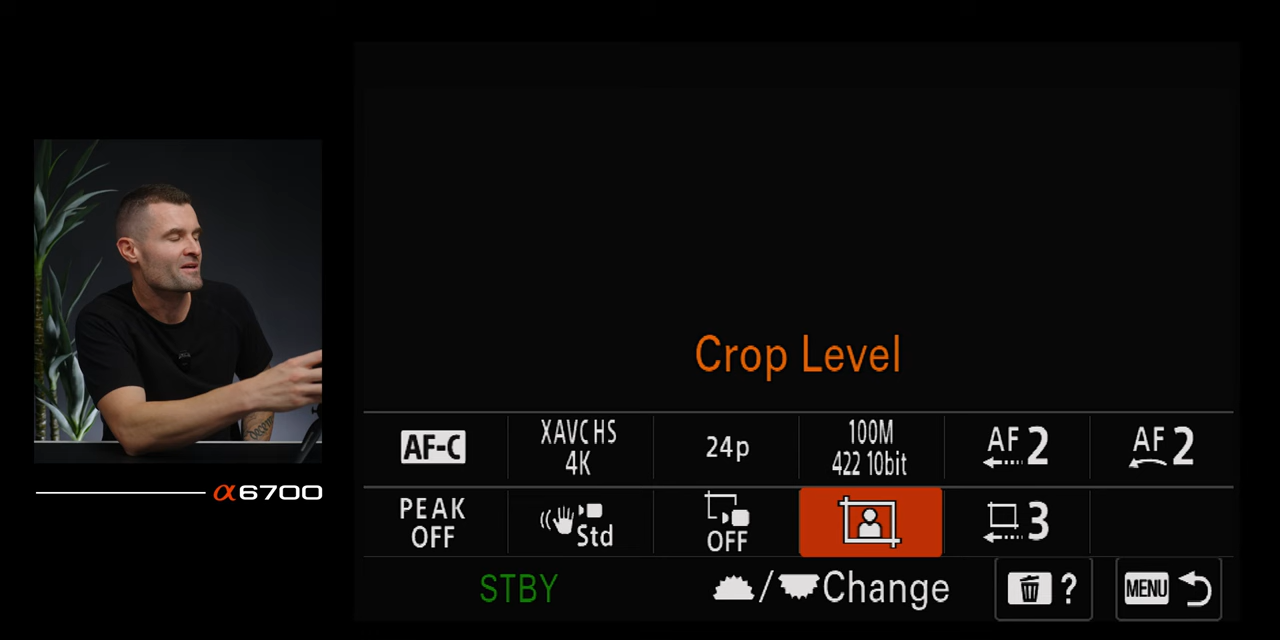 α6700
Crop Level
AF-C
XAVC HS
4K
24p
100M
422 10bit
AF 2
AF 2
PEAK
OFF
Std
OFF
3
STBY
/ Change
?
MENU